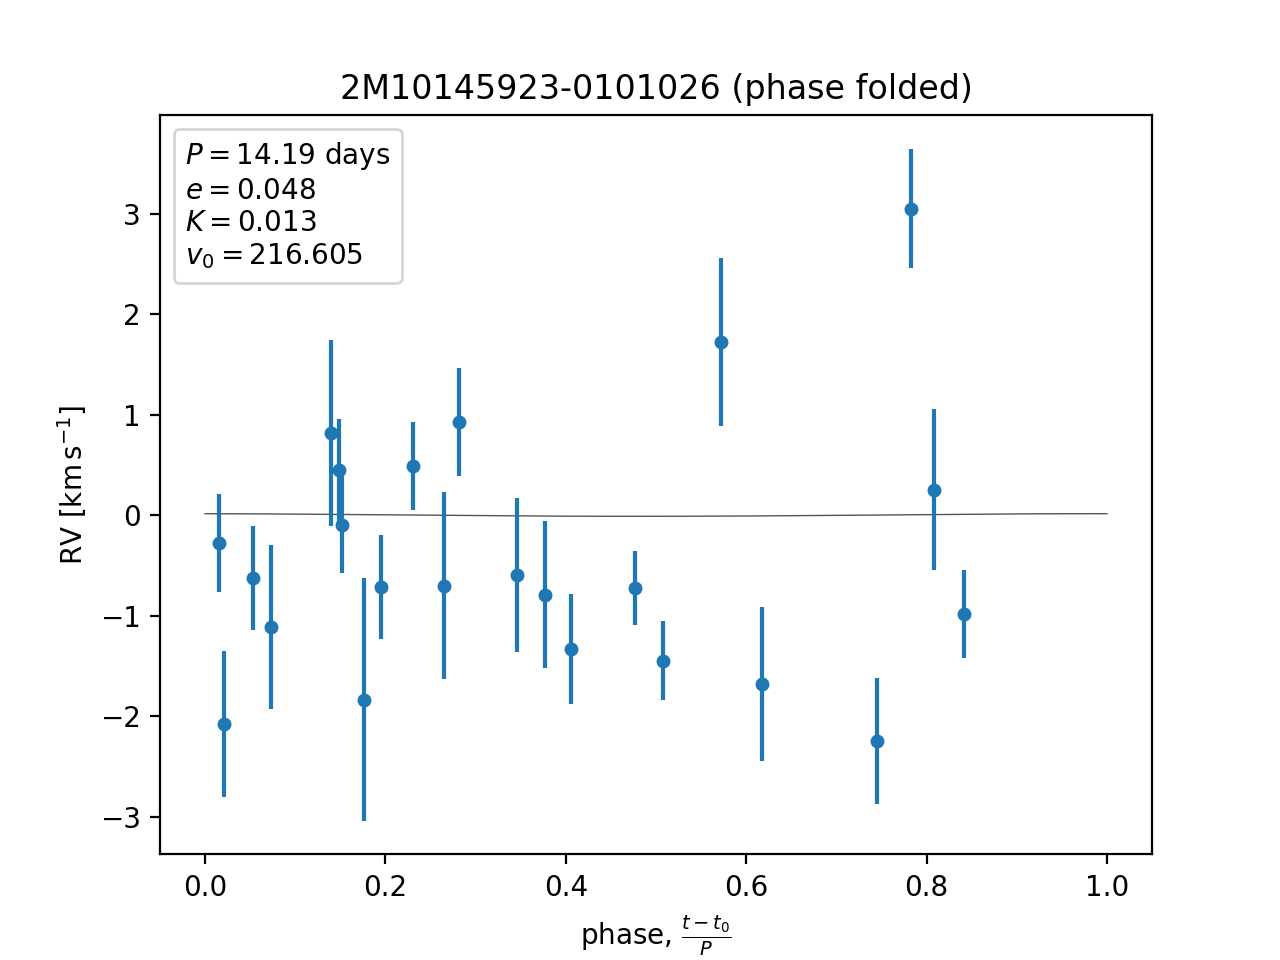 2M10145923-0101026 (phase folded)
P = 14.19 days
e = 0.048
K = 0.013
v₀ = 216.605
3
2
1
0
−1
−2
−3
RV [km s⁻¹]
0.0 0.2 0.4 0.6 0.8 1.0
phase, (t − t₀)/P